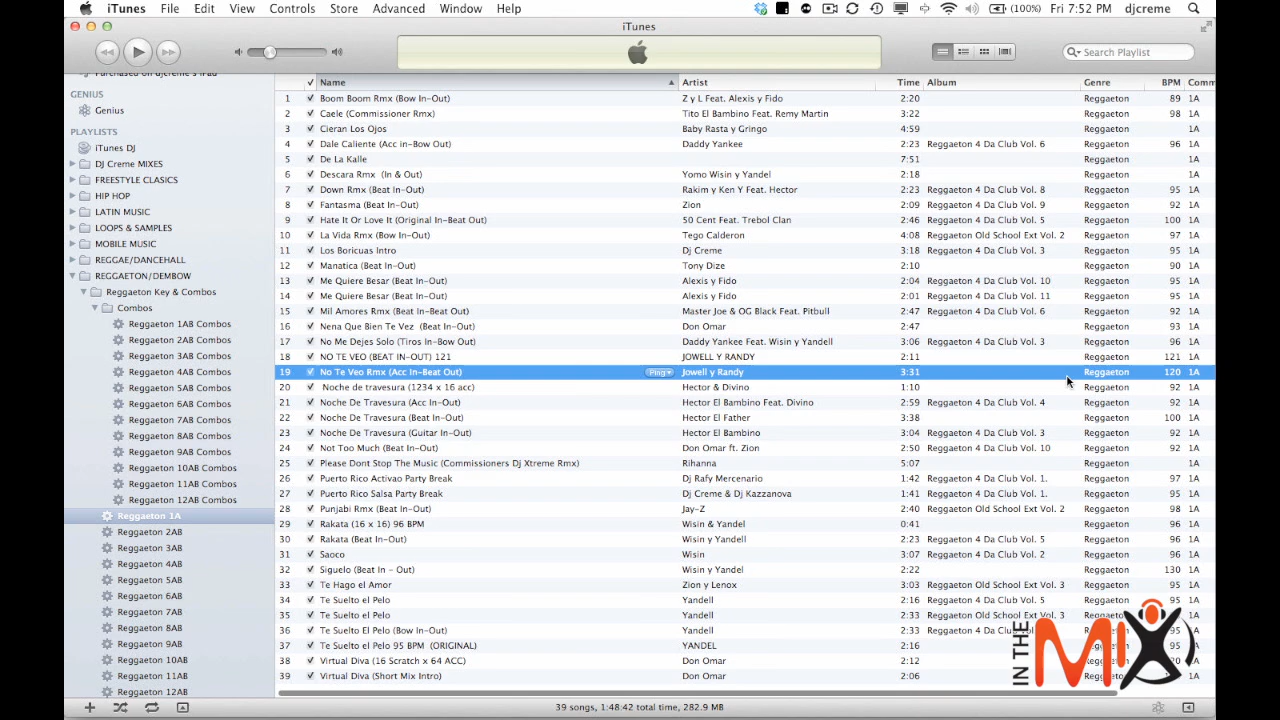 iTunes File Edit View Controls Store Advanced Window Help (100%) Fri 7:52 PM djcreme
iTunes
Search Playlist
Purchased on djcreme's iPad
GENIUS
Genius
PLAYLISTS
iTunes DJ
DJ Creme MIXES
FREESTYLE CLASICS
HIP HOP
LATIN MUSIC
LOOPS & SAMPLES
MOBILE MUSIC
REGGAE/DANCEHALL
REGGAETON/DEMBOW
Reggaeton Key & Combos
Combos
Reggaeton 1AB Combos
Reggaeton 2AB Combos
Reggaeton 3AB Combos
Reggaeton 4AB Combos
Reggaeton 5AB Combos
Reggaeton 6AB Combos
Reggaeton 7AB Combos
Reggaeton 8AB Combos
Reggaeton 9AB Combos
Reggaeton 10AB Combos
Reggaeton 11AB Combos
Reggaeton 12AB Combos
Reggaeton 1A
Reggaeton 2AB
Reggaeton 3AB
Reggaeton 4AB
Reggaeton 5AB
Reggaeton 6AB
Reggaeton 7AB
Reggaeton 8AB
Reggaeton 9AB
Reggaeton 10AB
Reggaeton 11AB
Reggaeton 12AB
Name Artist Time Album Genre BPM Comm
1 Boom Boom Rmx (Bow In-Out) Z y L Feat. Alexis y Fido 2:20 Reggaeton 89 1A
2 Caele (Commissioner Rmx) Tito El Bambino Feat. Remy Martin 3:22 Reggaeton 98 1A
3 Cieran Los Ojos Baby Rasta y Gringo 4:59 Reggaeton 1A
4 Dale Caliente (Acc in-Bow Out) Daddy Yankee 2:23 Reggaeton 4 Da Club Vol. 6 Reggaeton 96 1A
5 De La Kalle 7:51 Reggaeton 1A
6 Descara Rmx (In & Out) Yomo Wisin y Yandel 2:18 Reggaeton 1A
7 Down Rmx (Beat In-Out) Rakim y Ken Y Feat. Hector 2:23 Reggaeton 4 Da Club Vol. 8 Reggaeton 95 1A
8 Fantasma (Beat In-Out) Zion 2:09 Reggaeton 4 Da Club Vol. 9 Reggaeton 92 1A
9 Hate It Or Love It (Original In-Beat Out) 50 Cent Feat. Trebol Clan 2:46 Reggaeton 4 Da Club Vol. 5 Reggaeton 100 1A
10 La Vida Rmx (Bow In-Out) Tego Calderon 4:08 Reggaeton Old School Ext Vol. 2 Reggaeton 97 1A
11 Los Boricuas Intro Dj Creme 3:18 Reggaeton 4 Da Club Vol. 3 Reggaeton 95 1A
12 Manatica (Beat In-Out) Tony Dize 2:10 Reggaeton 90 1A
13 Me Quiere Besar (Beat In-Out) Alexis y Fido 2:04 Reggaeton 4 Da Club Vol. 10 Reggaeton 95 1A
14 Me Quiere Besar (Beat In-Out) Alexis y Fido 2:01 Reggaeton 4 Da Club Vol. 11 Reggaeton 95 1A
15 Mil Amores Rmx (In-Beat Out) Master Joe & OG Black Feat. Pitbull 2:47 Reggaeton 4 Da Club Vol. 6 Reggaeton 95 1A
16 Nena Que Bien Te Vez (Beat In-Out) Don Omar 2:47 Reggaeton 93 1A
17 No Me Dejes Solo (Tiros In-Bow Out) Daddy Yankee Feat. Wisin y Yandell 2:34 Reggaeton 4 Da Club Vol. 3 Reggaeton 96 1A
18 NO TE VEO (BEAT IN-OUT) 121 JOWELL Y RANDY 2:11 Reggaeton 121 1A
19 No Te Veo Rmx (Acc In-Beat Out) Ping Jowell y Randy 3:31 Reggaeton 120 1A
20 Noche de travesura (1234 x 16 acc) Hector & Divino 1:10 Reggaeton 92 1A
21 Noche De Travesura (Acc In-Out) Hector El Bambino Feat. Divino 2:59 Reggaeton 4 Da Club Vol. 4 Reggaeton 92 1A
22 Noche De Travesura (Beat In-Out) Hector El Father 3:38 Reggaeton 100 1A
23 Noche De Travesura (Guitar In-Out) Hector El Bambino 3:04 Reggaeton 4 Da Club Vol. 3 Reggaeton 92 1A
24 Not Too Much (Beat In-Out) Don Omar ft. Zion 2:50 Reggaeton 4 Da Club Vol. 10 Reggaeton 92 1A
25 Please Dont Stop The Music (Commissioners Dj Xtreme Rmx) Rihanna 5:07 Reggaeton 1A
26 Puerto Rico Activao Party Break Dj Rafy Mercenario 1:42 Reggaeton 4 Da Club Vol. 1. Reggaeton 97 1A
27 Puerto Rico Salsa Party Break Dj Creme & Dj Kazzanova 1:41 Reggaeton 4 Da Club Vol. 1. Reggaeton 95 1A
28 Punjabi Rmx (Beat In-Out) Jay-Z 2:40 Reggaeton Old School Ext Vol. 2 Reggaeton 98 1A
29 Rakata (16 x 16) 96 BPM Wisin & Yandel 0:41 Reggaeton 96 1A
30 Rakata (Beat In-Out) Wisin y Yandell 2:23 Reggaeton 4 Da Club Vol. 5 Reggaeton 96 1A
31 Saoco Wisin 3:07 Reggaeton 4 Da Club Vol. 2 Reggaeton 96 1A
32 Siguelo (Beat In - Out) Wisin y Yandel 2:22 Reggaeton 130 1A
33 Te Hago el Amor Zion y Lenox 3:03 Reggaeton Old School Ext Vol. 3 Reggaeton 95 1A
34 Te Suelto el Pelo Yandell 2:16 Reggaeton 4 Da Club Vol. 5 Reggaeton 95 1A
35 Te Suelto el Pelo Yandell 2:33 Reggaeton Old School Ext Vol. 3 Reggaeton 95 1A
36 Te Suelto El Pelo (Bow In-Out) Yandell 2:33 Reggaeton 4 Da Reggaeton 95 1A
37 Te Suelto El Pelo 95 BPM (ORIGINAL) YANDEL 2:16
38 Virtual Diva (16 Scratch x 64 ACC) Don Omar 2:12
39 Virtual Diva (Short Mix Intro) Don Omar 2:06
IN THE MIX
39 songs, 1:48:42 total time, 282.9 MB